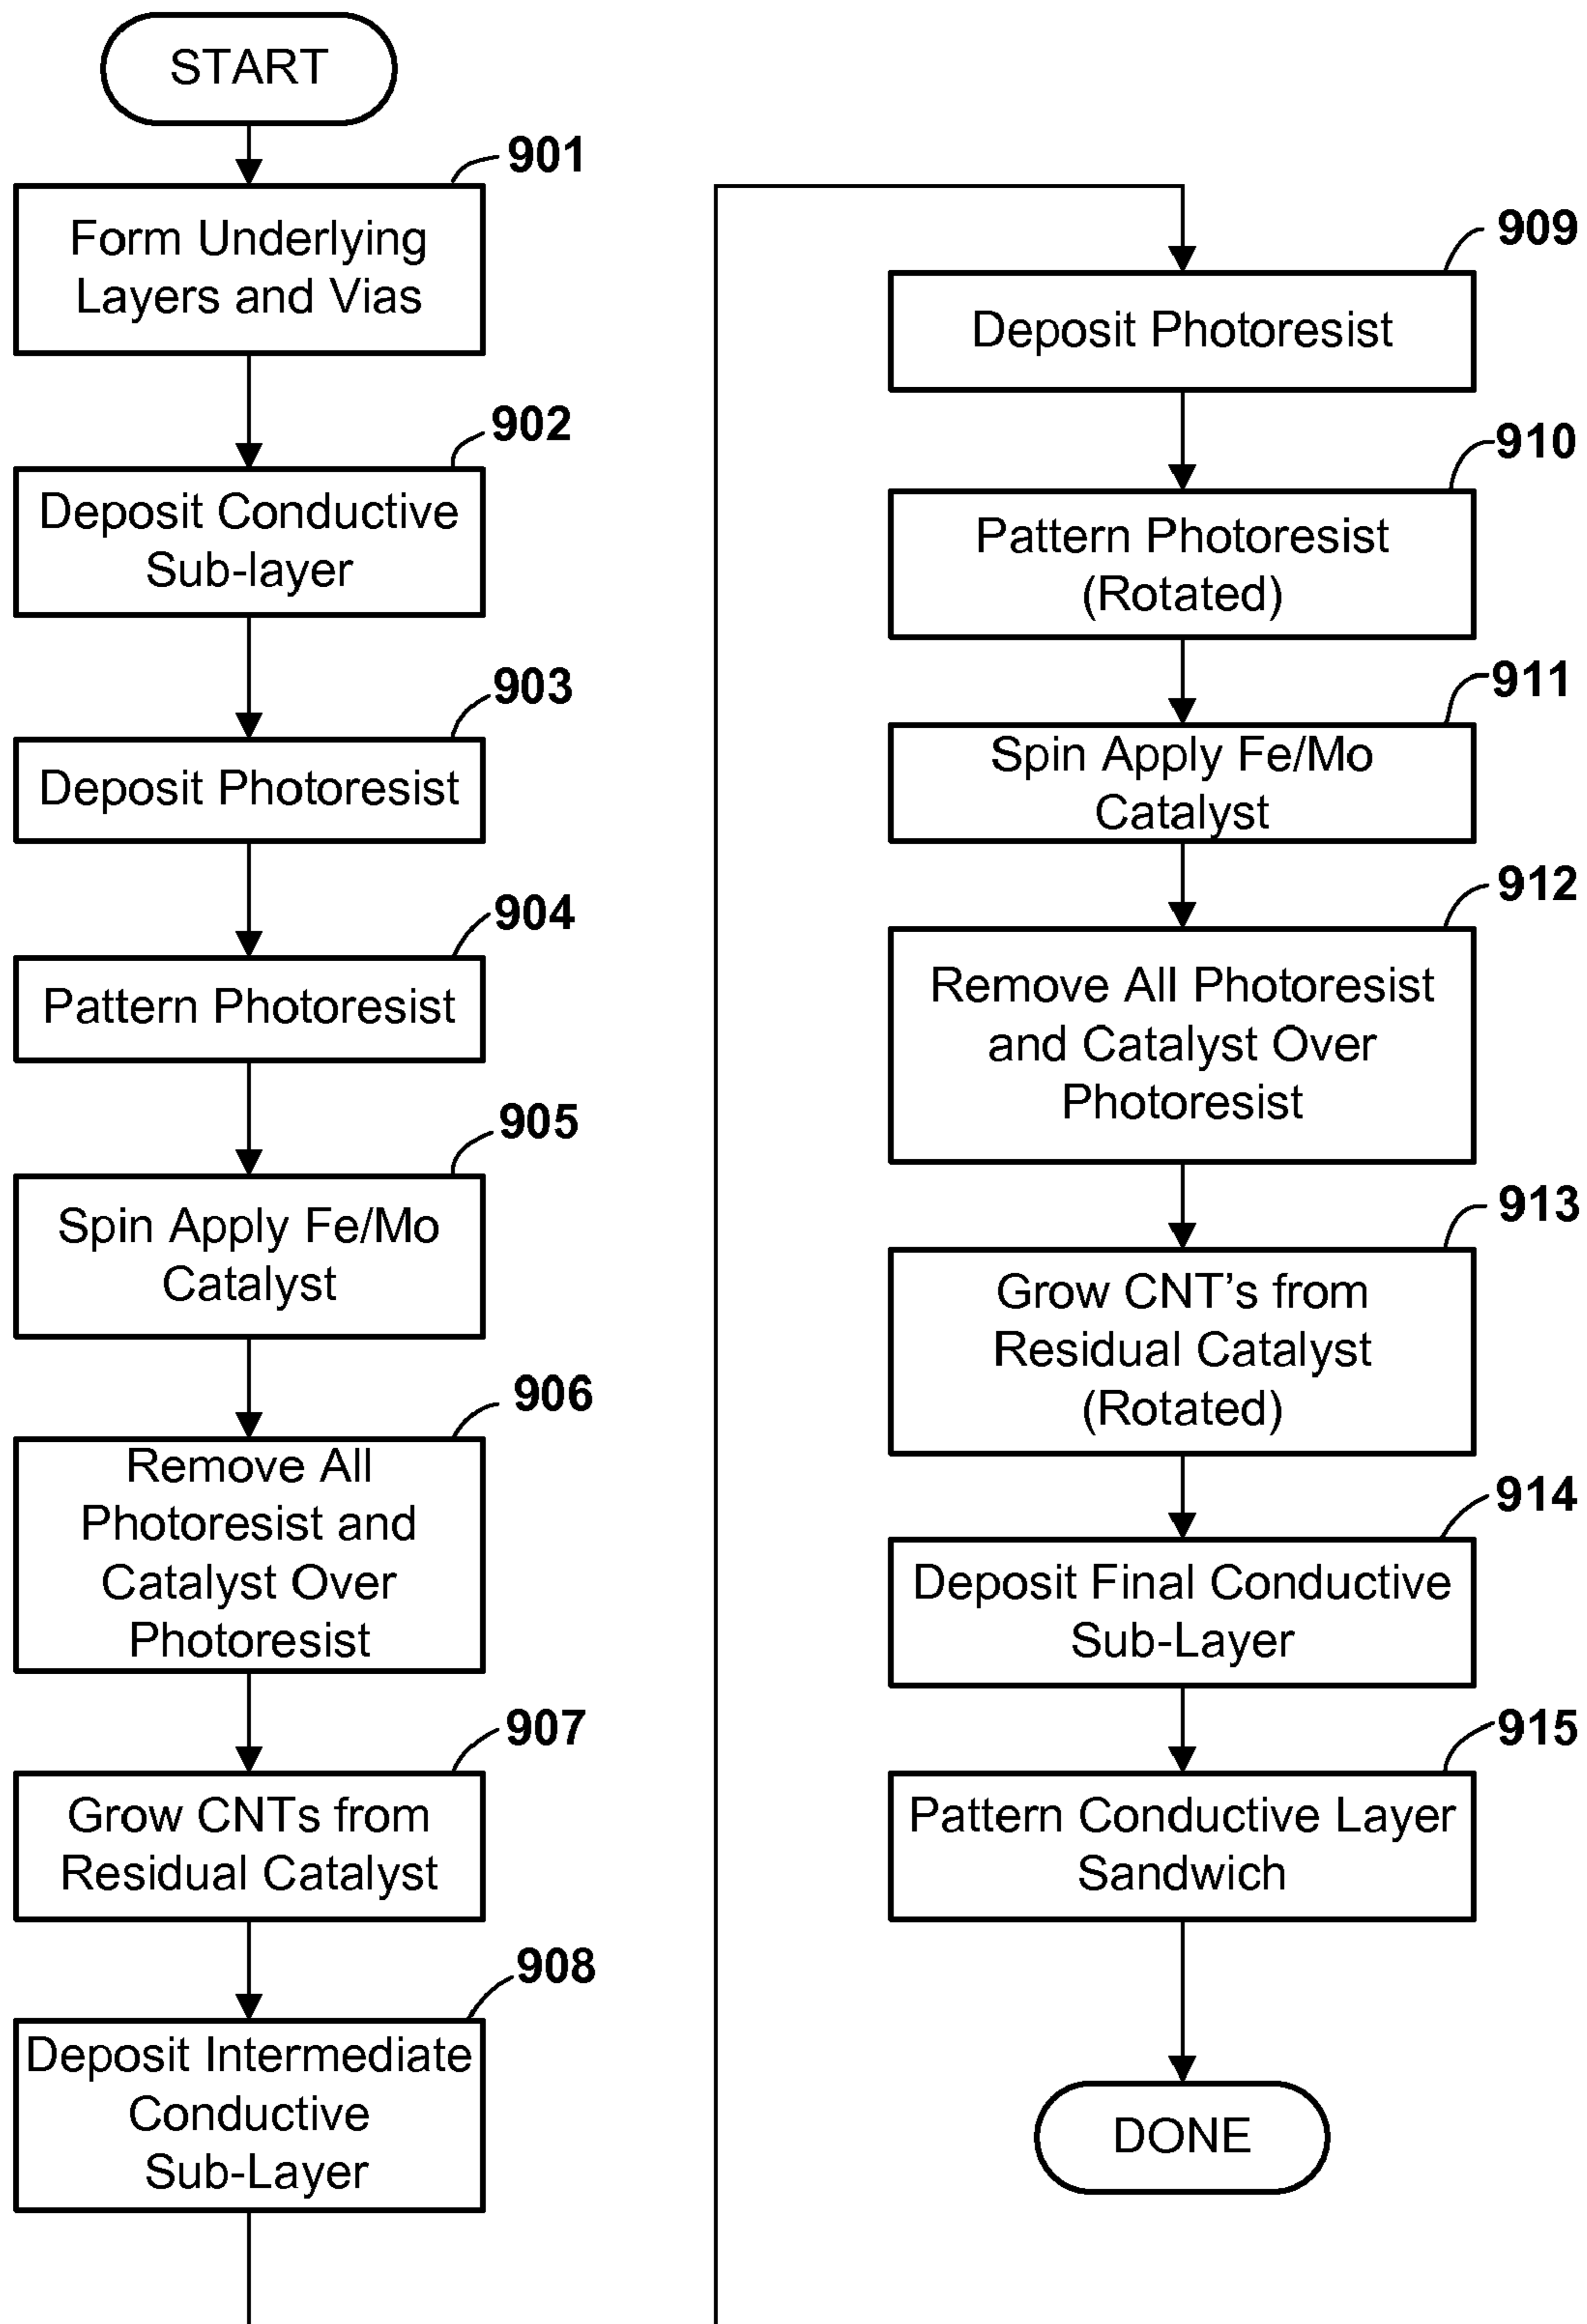 START
901
Form Underlying
Layers and Vias
902
Deposit Conductive
Sub-layer
903
Deposit Photoresist
904
Pattern Photoresist
905
Spin Apply Fe/Mo
Catalyst
906
Remove All
Photoresist and
Catalyst Over
Photoresist
907
Grow CNTs from
Residual Catalyst
908
Deposit Intermediate
Conductive
Sub-Layer
909
Deposit Photoresist
910
Pattern Photoresist
(Rotated)
911
Spin Apply Fe/Mo
Catalyst
912
Remove All Photoresist
and Catalyst Over
Photoresist
913
Grow CNT's from
Residual Catalyst
(Rotated)
914
Deposit Final Conductive
Sub-Layer
915
Pattern Conductive Layer
Sandwich
DONE